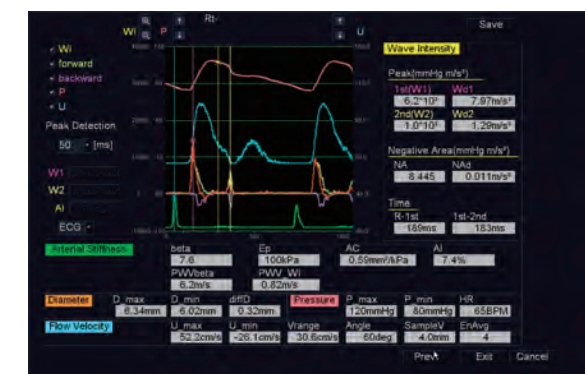 Rt- Save
WI P U
WI
forward
backward
P
U
Peak Detection
50 [ms]
W1
W2
AI
ECG
Wave Intensity
Peak(mmHg m/s³)
1st(W1) Wd1
6.2*10³ 7.97m/s²
2nd(W2) Wd2
1.0*10³ 1.29m/s²
Negative Area(mmHg m/s²)
NA NAd
8.445 0.011m/s²
Time
R-1st 1st-2nd
189ms 183ms
Arterial Stiffness beta Ep AC AI
7.6 100kPa 0.59mm²/kPa 7.4%
PWVbeta PWV_WI
6.2m/s 0.82m/s
Diameter D_max D_min diffD Pressure P_max P_min HR
6.34mm 6.02mm 0.32mm 120mmHg 80mmHg 65BPM
Flow Velocity U_max U_min Vrange Angle SampleV EnAvg
52.2cm/s -26.1cm/s 30.6cm/s 60deg 4.0mm 4
Prev Exit Cancel